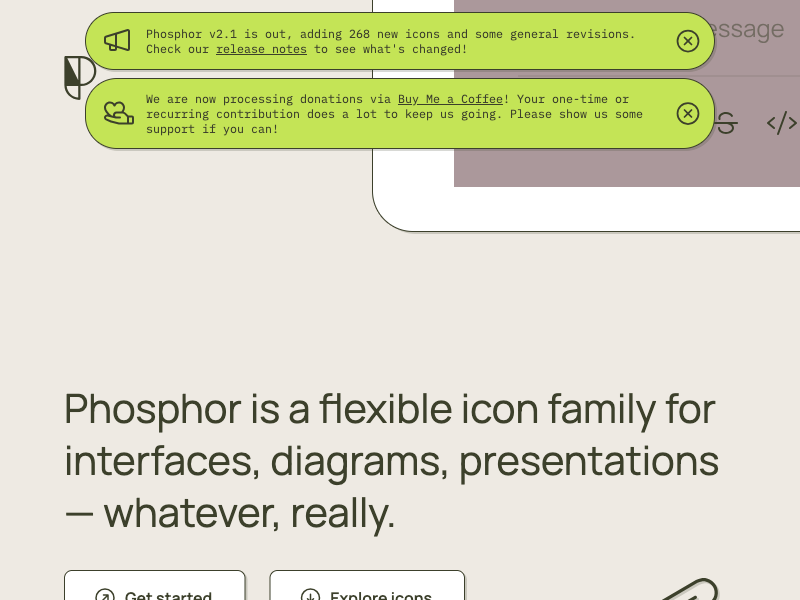 Phosphor v2.1 is out, adding 268 new icons and some general revisions.
Check our release notes to see what's changed!
We are now processing donations via Buy Me a Coffee! Your one-time or
recurring contribution does a lot to keep us going. Please show us some
support if you can!
Phosphor is a flexible icon family for
interfaces, diagrams, presentations
— whatever, really.
Get started
Explore icons